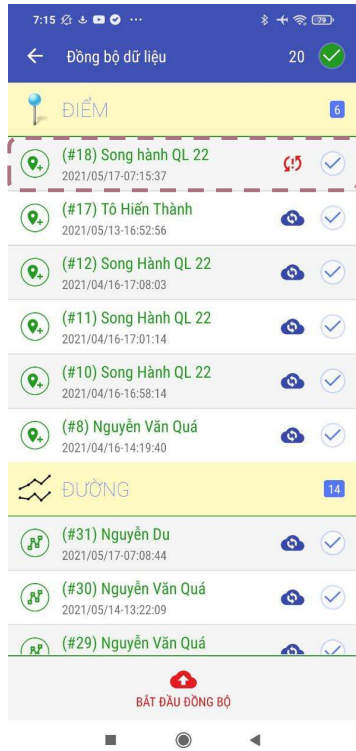 7:15
79
Đồng bộ dữ liệu
20
ĐIỂM
6
(#18) Song hành QL 22
2021/05/17-07:15:37
(#17) Tô Hiến Thành
2021/05/13-16:52:56
(#12) Song Hành QL 22
2021/04/16-17:08:03
(#11) Song Hành QL 22
2021/04/16-17:01:14
(#10) Song Hành QL 22
2021/04/16-16:58:14
(#8) Nguyễn Văn Quá
2021/04/16-14:19:40
ĐƯỜNG
14
(#31) Nguyễn Du
2021/05/17-07:08:44
(#30) Nguyễn Văn Quá
2021/05/14-13:22:09
(#29) Nguyễn Văn Quá
BẮT ĐẦU ĐỒNG BỘ